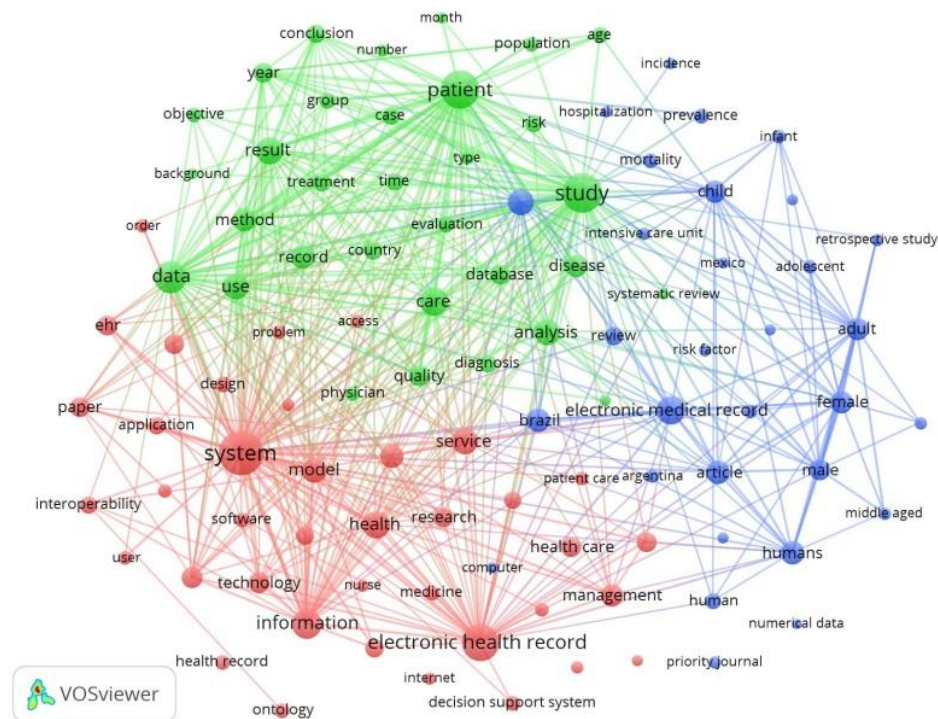 month
conclusion
number
population
age
year
incidence
patient
objective
group
case
risk
hospitalization
prevalence
result
type
mortality
infant
background
treatment
time
study
child
order
method
evaluation
intensive care unit
retrospective study
data
use
record
country
database
disease
mexico
adolescent
systematic review
ehr
problem
access
care
analysis
review
adult
design
physician
quality
diagnosis
risk factor
paper
application
brazil
electronic medical record
female
system
model
service
interoperability
software
health
research
patient care
argentina
article
male
middle aged
user
technology
nurse
medicine
computer
health care
humans
information
management
human
electronic health record
numerical data
health record
internet
priority journal
ontology
decision support system
VOSviewer